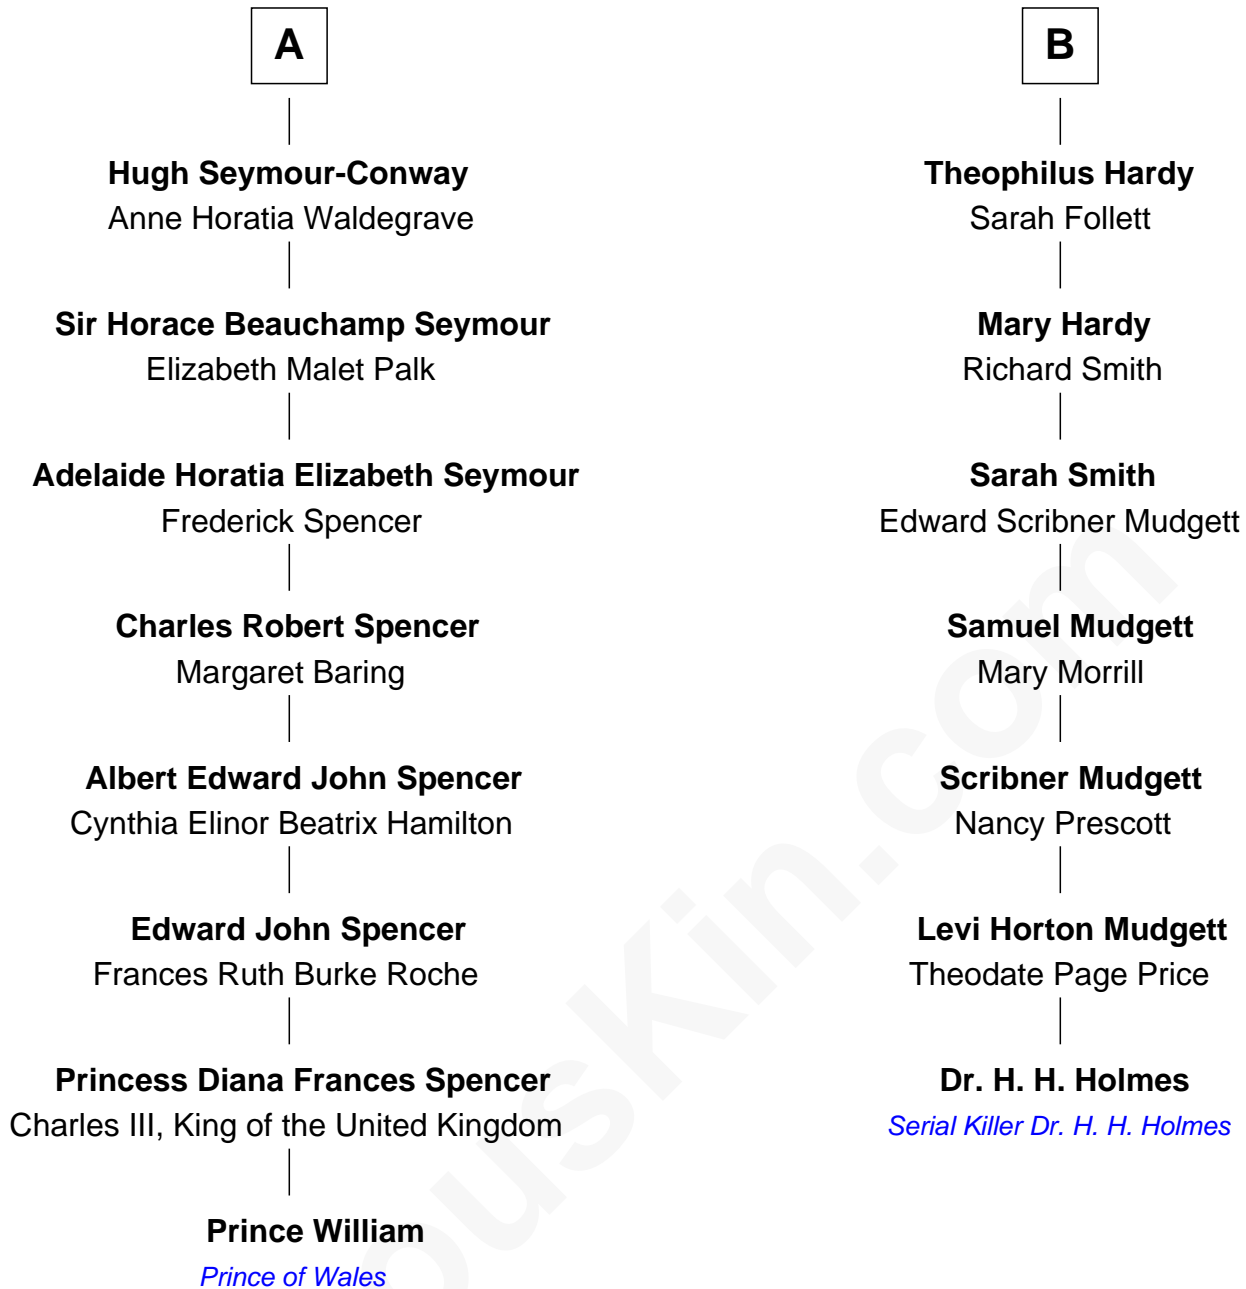 A
Hugh Seymour-Conway
Anne Horatia Waldegrave
Sir Horace Beauchamp Seymour
Elizabeth Malet Palk
Adelaide Horatia Elizabeth Seymour
Frederick Spencer
Charles Robert Spencer
Margaret Baring
Albert Edward John Spencer
Cynthia Elinor Beatrix Hamilton
Edward John Spencer
Frances Ruth Burke Roche
Princess Diana Frances Spencer
Charles III, King of the United Kingdom
Prince William
Prince of Wales
B
Theophilus Hardy
Sarah Follett
Mary Hardy
Richard Smith
Sarah Smith
Edward Scribner Mudgett
Samuel Mudgett
Mary Morrill
Scribner Mudgett
Nancy Prescott
Levi Horton Mudgett
Theodate Page Price
Dr. H. H. Holmes
Serial Killer Dr. H. H. Holmes
ousKin.com